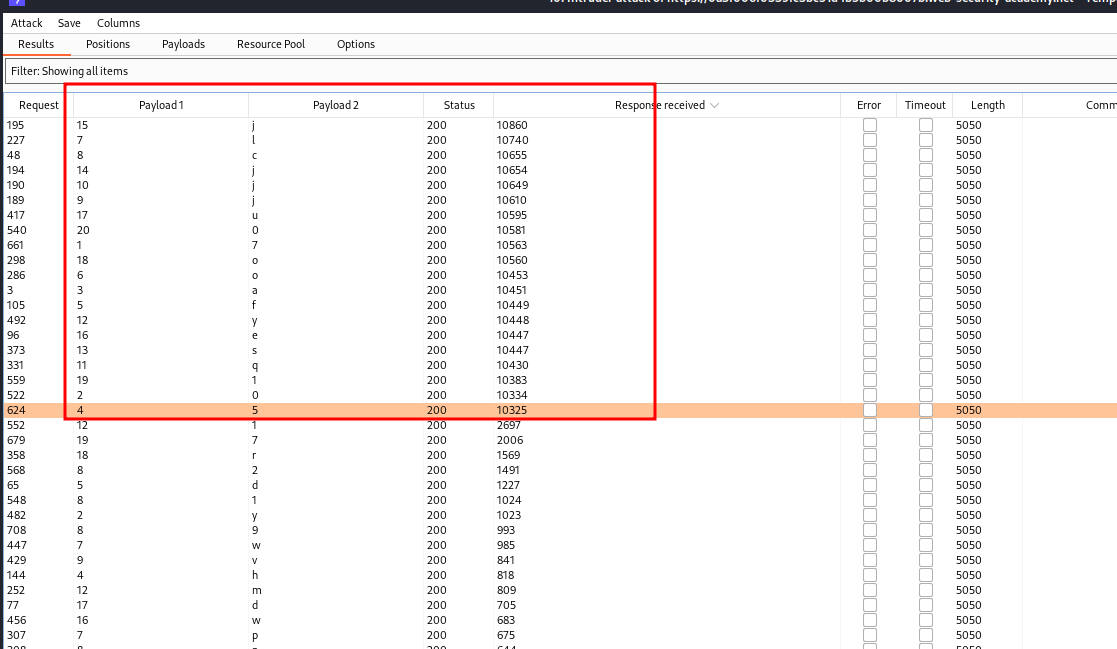 Attack Save Columns
Results Positions Payloads Resource Pool Options
Filter: Showing all items
Request Payload 1 Payload 2 Status Response received Error Timeout Length Comm
195 15 j 200 10860 5050
227 7 l 200 10740 5050
48 8 c 200 10655 5050
194 14 j 200 10654 5050
190 10 j 200 10649 5050
189 9 j 200 10610 5050
417 17 u 200 10595 5050
540 20 0 200 10581 5050
661 1 7 200 10563 5050
298 18 o 200 10560 5050
286 6 o 200 10453 5050
3 3 a 200 10451 5050
105 5 f 200 10449 5050
492 12 y 200 10448 5050
96 16 e 200 10447 5050
373 13 s 200 10447 5050
331 11 q 200 10430 5050
559 19 1 200 10383 5050
522 2 0 200 10334 5050
624 4 5 200 10325 5050
552 12 1 200 2697 5050
679 19 7 200 2006 5050
358 18 r 200 1569 5050
568 8 2 200 1491 5050
65 5 d 200 1227 5050
548 8 1 200 1024 5050
482 2 y 200 1023 5050
708 8 9 200 993 5050
447 7 w 200 985 5050
429 9 v 200 841 5050
144 4 h 200 818 5050
252 12 m 200 809 5050
77 17 d 200 705 5050
456 16 w 200 683 5050
307 7 p 200 675 5050